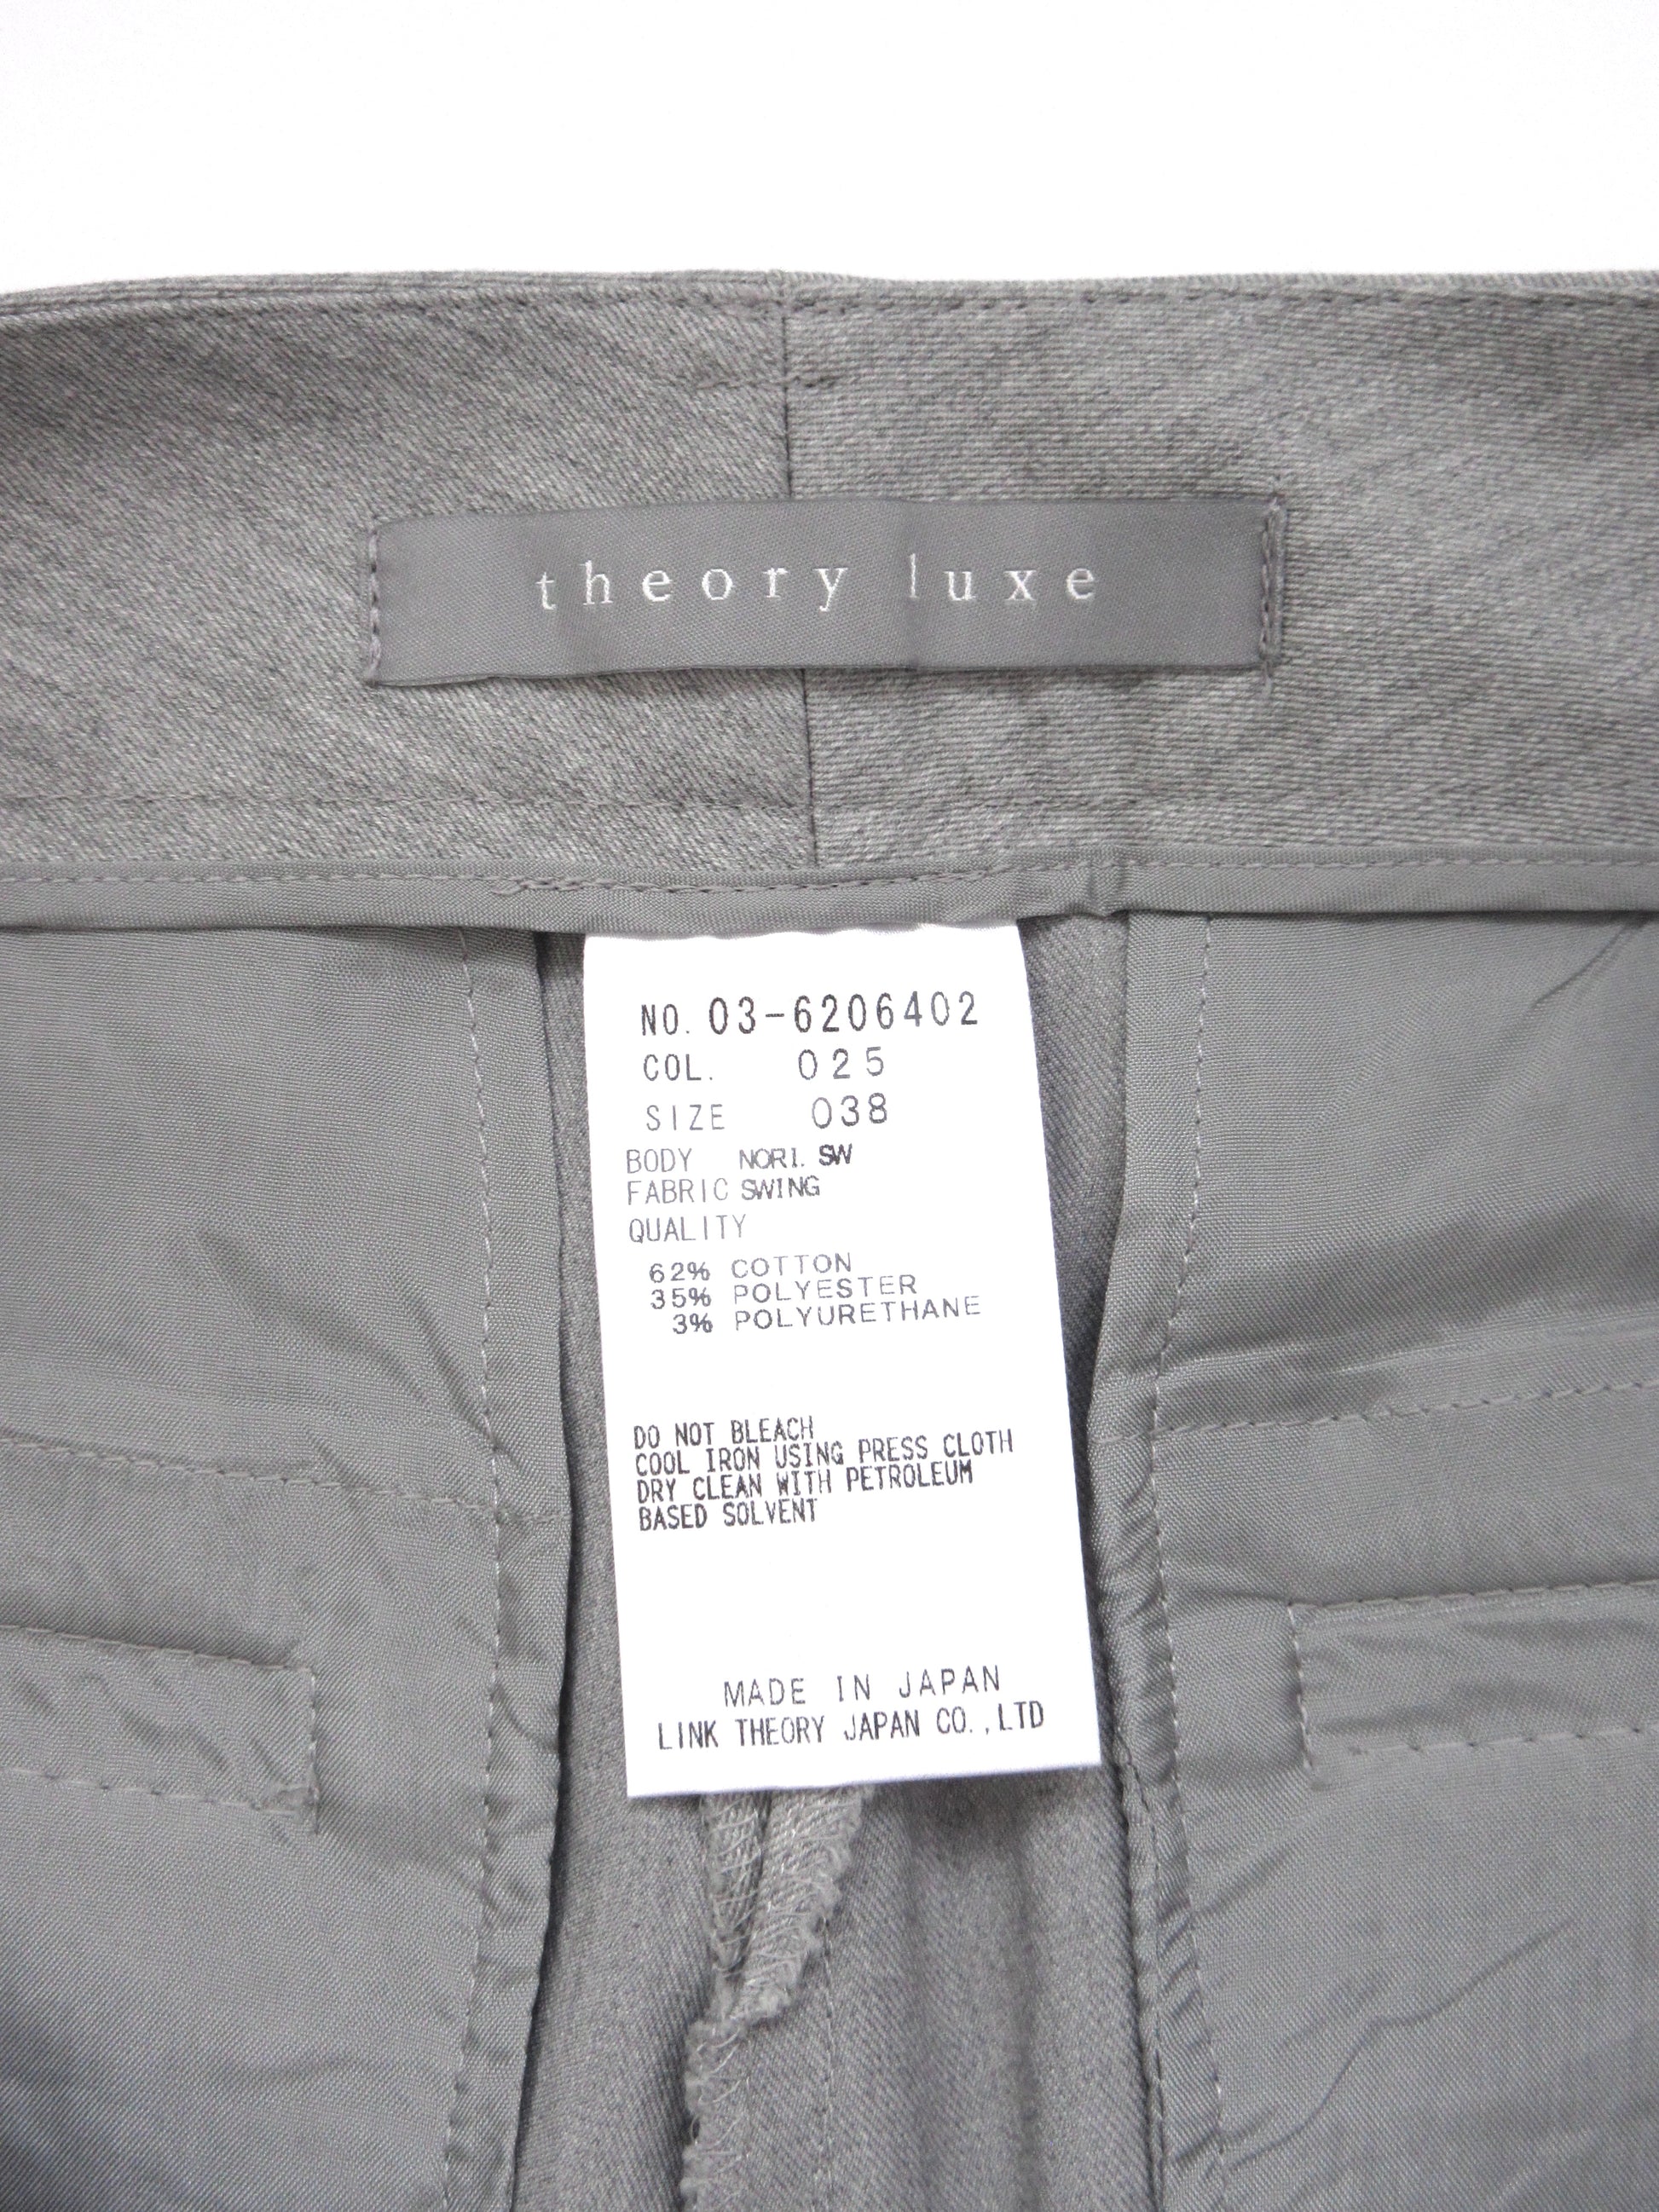 theory luxe
NO. 03-6206402
COL. 025
SIZE 038
BODY NORI. SW
FABRIC SWING
QUALITY
62% COTTON
35% POLYESTER
3% POLYURETHANE
DO NOT BLEACH
COOL IRON USING PRESS CLOTH
DRY CLEAN WITH PETROLEUM
BASED SOLVENT
MADE IN JAPAN
LINK THEORY JAPAN CO.,LTD